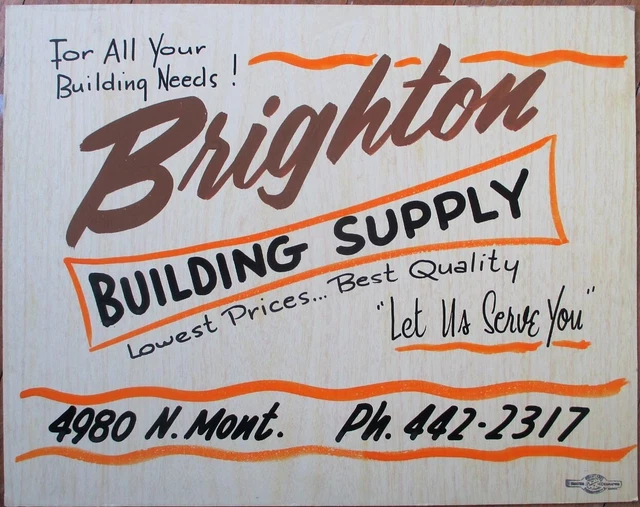 For All Your
Building Needs !
Brighton
BUILDING SUPPLY
Lowest Prices... Best Quality
"Let Us Serve You"
4980 N. Mont. Ph. 442-2317